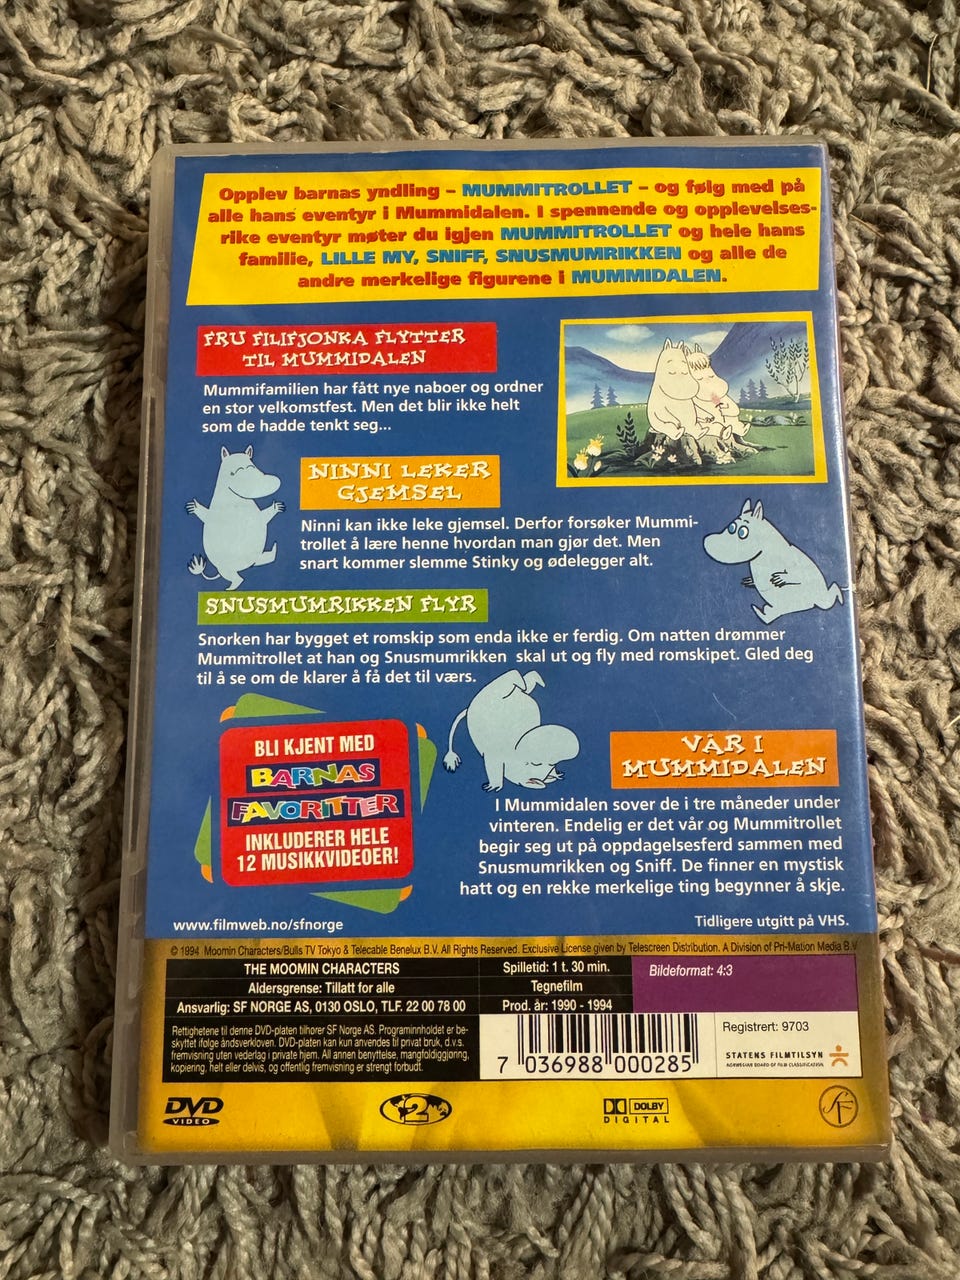 Opplev barnas yndling – MUMMITROLLET – og følg med på
alle hans eventyr i Mummidalen. I spennende og opplevelses-
rike eventyr møter du igjen MUMMITROLLET og hele hans
familie, LILLE MY, SNIFF, SNUSMUMRIKKEN og alle de
andre merkelige figurene i MUMMIDALEN.
FRU FILIFJONKA FLYTTER
TIL MUMMIDALEN
Mummifamilien har fått nye naboer og ordner
en stor velkomstfest. Men det blir ikke helt
som de hadde tenkt seg...
NINNI LEKER
GJEMSEL
Ninni kan ikke leke gjemsel. Derfor forsøker Mummi-
trollet å lære henne hvordan man gjør det. Men
snart kommer slemme Stinky og ødelegger alt.
SNUSMUMRIKKEN FLYR
Snorken har bygget et romskip som enda ikke er ferdig. Om natten drømmer
Mummitrollet at han og Snusmumrikken skal ut og fly med romskipet. Gled deg
til å se om de klarer å få det til værs.
BLI KJENT MED
BARNAS
FAVORITTER
INKLUDERER HELE
12 MUSIKKVIDEOER!
VÅR I
MUMMIDALEN
I Mummidalen sover de i tre måneder under
vinteren. Endelig er det vår og Mummitrollet
begir seg ut på oppdagelsesferd sammen med
Snusmumrikken og Sniff. De finner en mystisk
hatt og en rekke merkelige ting begynner å skje.
www.filmweb.no/sfnorge
Tidligere utgitt på VHS.
© 1994 Moomin Characters/Bulls TV Tokyo & Telecable Benelux B.V. All Rights Reserved. Exclusive License given by Telescreen Distribution. A Division of Pri-Mation Media B.V
THE MOOMIN CHARACTERS
Aldersgrense: Tillatt for alle
Ansvarlig: SF NORGE AS, 0130 OSLO, TLF. 22 00 78 00
Spilletid: 1 t. 30 min.
Tegnefilm
Prod. år: 1990 - 1994
Bildeformat: 4:3
Rettighetene til denne DVD-platen tilhører SF Norge AS. Programinnholdet er be-
skyttet ifølge åndsverkloven. DVD-platen kan kun anvendes til privat bruk, d.v.s.
fremvisning uten vederlag i private hjem. All annen benyttelse, mangfoldiggjøring,
kopiering, helt eller delvis, og offentlig fremvisning er strengt forbudt.
7 036988 000285
Registrert: 9703
STATENS FILMTILSYN
NORWEGIAN BOARD OF FILM CLASSIFICATION
DVD
VIDEO
2
DOLBY
DIGITAL
SF